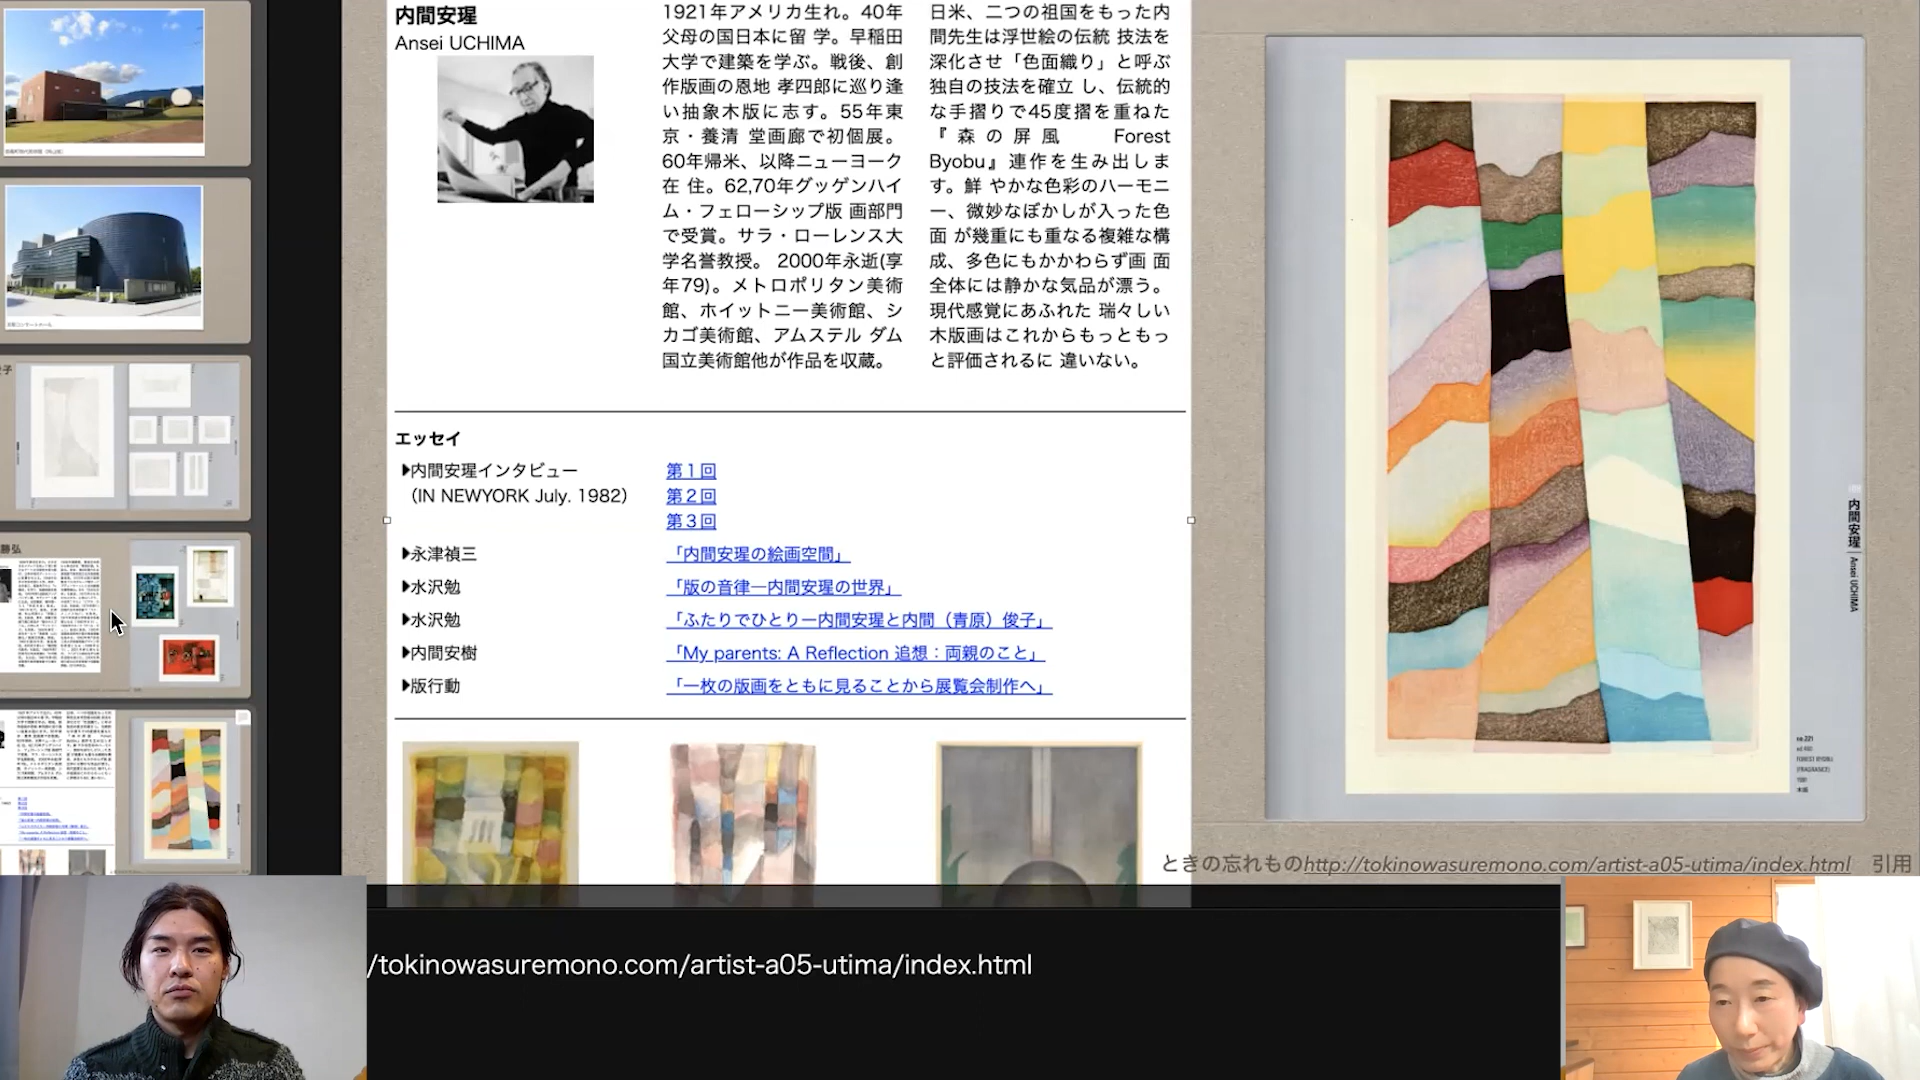 内間安瑆
Ansei UCHIMA
1921年アメリカ生れ。40年
父母の国日本に留 学。早稲田
大学で建築を学ぶ。戦後、創
作版画の恩地 孝四郎に巡り逢
い抽象木版に志す。55年東
京・養清 堂画廊で初個展。
60年帰米、以降ニューヨーク
在 住。62,70年グッゲンハイ
ム・フェローシップ版 画部門
で受賞。サラ・ローレンス大
学名誉教授。 2000年永逝(享
年79)。メトロポリタン美術
館、ホイットニー美術館、シ
カゴ美術館、アムステル ダム
国立美術館他が作品を収蔵。
日米、二つの祖国をもった内
間先生は浮世絵の伝統 技法を
深化させ「色面織り」と呼ぶ
独自の技法を確立 し、伝統的
な手摺りで45度摺を重ねた
『森の屏風 Forest
Byobu』連作を生み出しま
す。鮮 やかな色彩のハーモニ
ー、微妙なぼかしが入った色
面 が幾重にも重なる複雑な構
成、多色にもかかわらず画 面
全体には静かな気品が漂う。
現代感覚にあふれた 瑞々しい
木版画はこれからもっともっ
と評価されるに 違いない。
エッセイ
▶内間安瑆インタビュー 第１回
（IN NEWYORK July. 1982） 第２回
第３回
▶永津禎三 「内間安瑆の絵画空間」
▶水沢勉 「版の音律―内間安瑆の世界」
▶水沢勉 「ふたりでひとりー内間安瑆と内間（青原）俊子」
▶内間安樹 「My parents: A Reflection 追想：両親のこと」
▶版行動 「一枚の版画をともに見ることから展覧会制作へ」
内間安瑆 | Ansei UCHIMA
no.221
FOREST BYOBU
(FRAGRANCE)
1981
木版
ときの忘れものhttp://tokinowasuremono.com/artist-a05-utima/index.html 引用
/tokinowasuremono.com/artist-a05-utima/index.html
子
勝弘